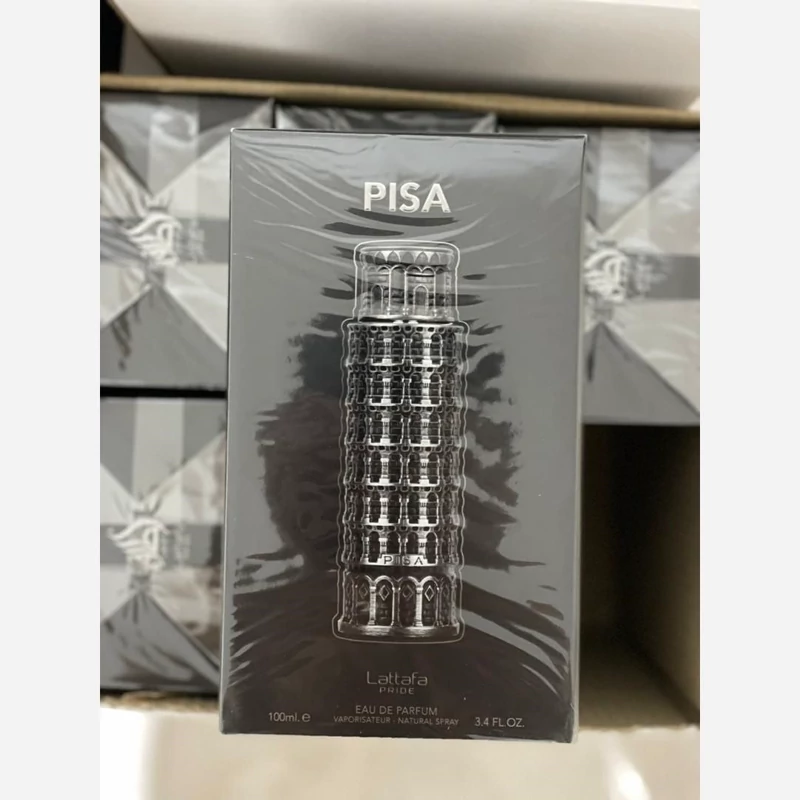 PISA
PISA
Lattafa
PRIDE
EAU DE PARFUM
VAPORISATEUR - NATURAL SPRAY
100ml. e
3.4 FL.OZ.